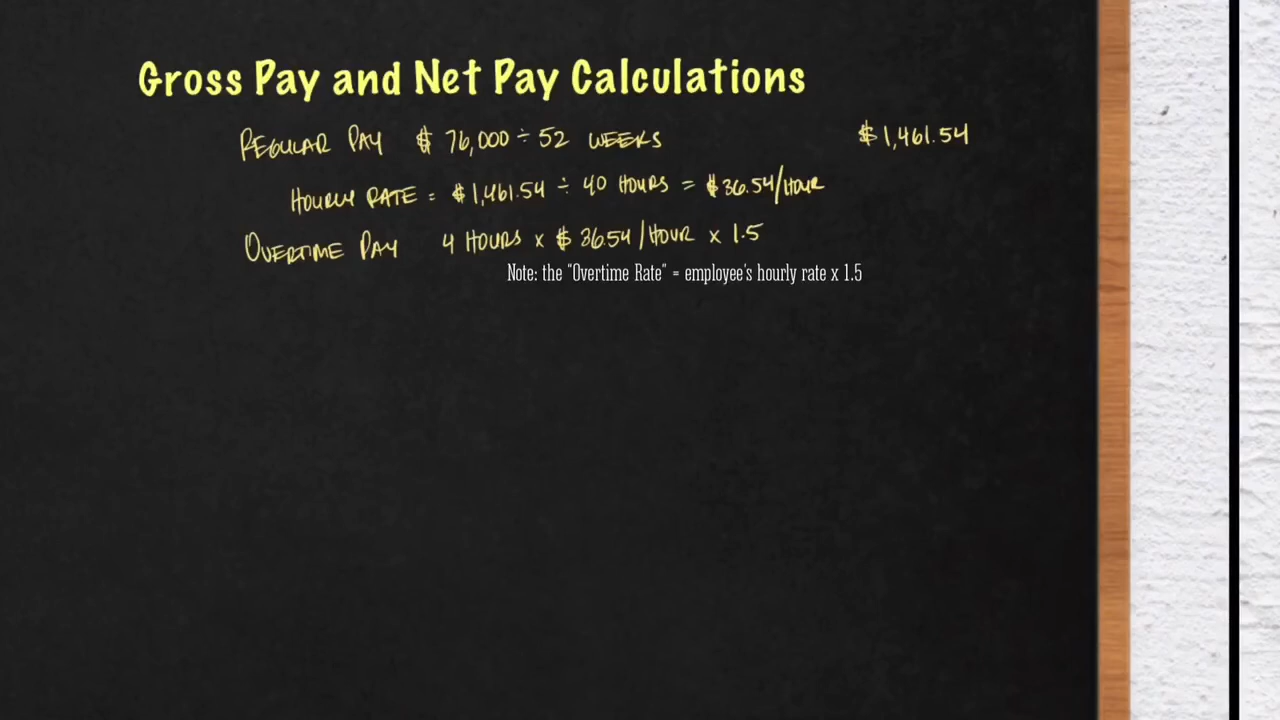 Gross Pay and Net Pay Calculations
REGULAR PAY $ 76,000 ÷ 52 WEEKS $1,461.54
HOURLY RATE = $1,461.54 ÷ 40 HOURS = $36.54/HOUR
OVERTIME PAY 4 HOURS x $36.54/HOUR x 1.5
Note: the "Overtime Rate" = employee's hourly rate x 1.5